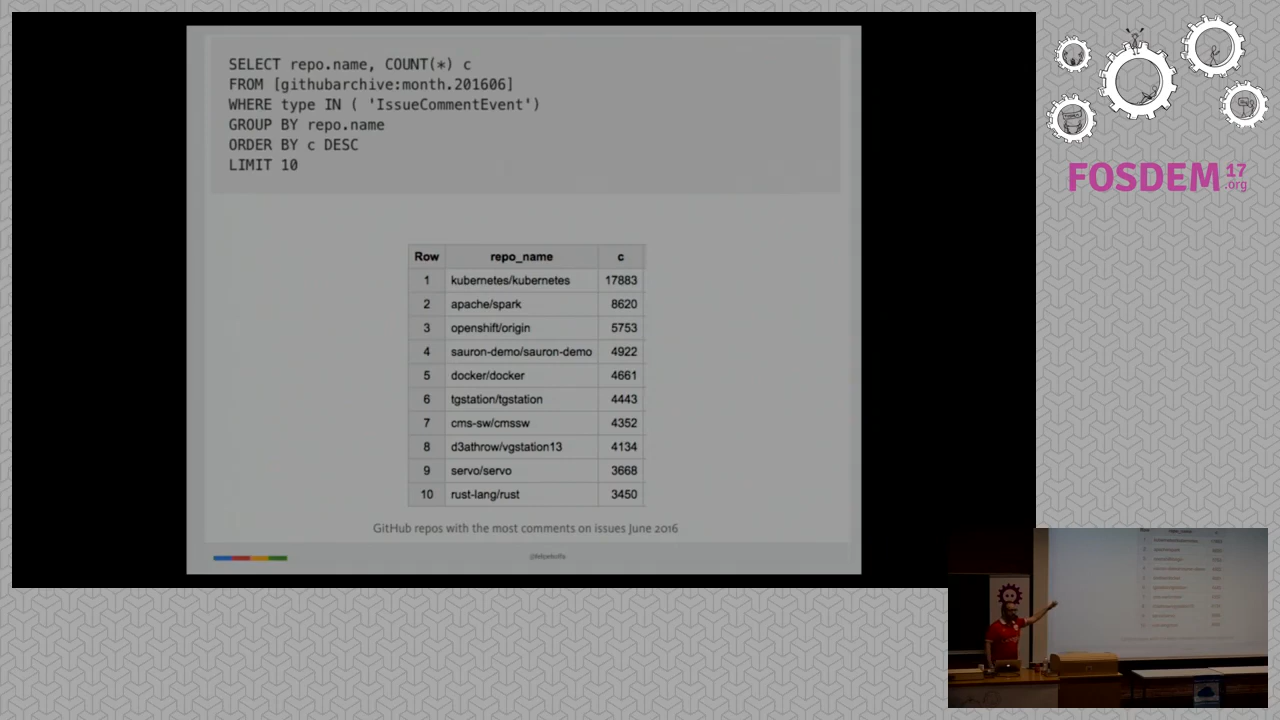 SELECT repo.name, COUNT(*) c
FROM [githubarchive:month.201606]
WHERE type IN ( 'IssueCommentEvent')
GROUP BY repo.name
ORDER BY c DESC
LIMIT 10
Row repo_name c
1 kubernetes/kubernetes 17883
2 apache/spark 8620
3 openshift/origin 5753
4 sauron-demo/sauron-demo 4922
5 docker/docker 4661
6 tgstation/tgstation 4443
7 cms-sw/cmssw 4352
8 d3athrow/vgstation13 4134
9 servo/servo 3668
10 rust-lang/rust 3450
GitHub repos with the most comments on issues June 2016
@felipehoffa
FOSDEM 17
.org